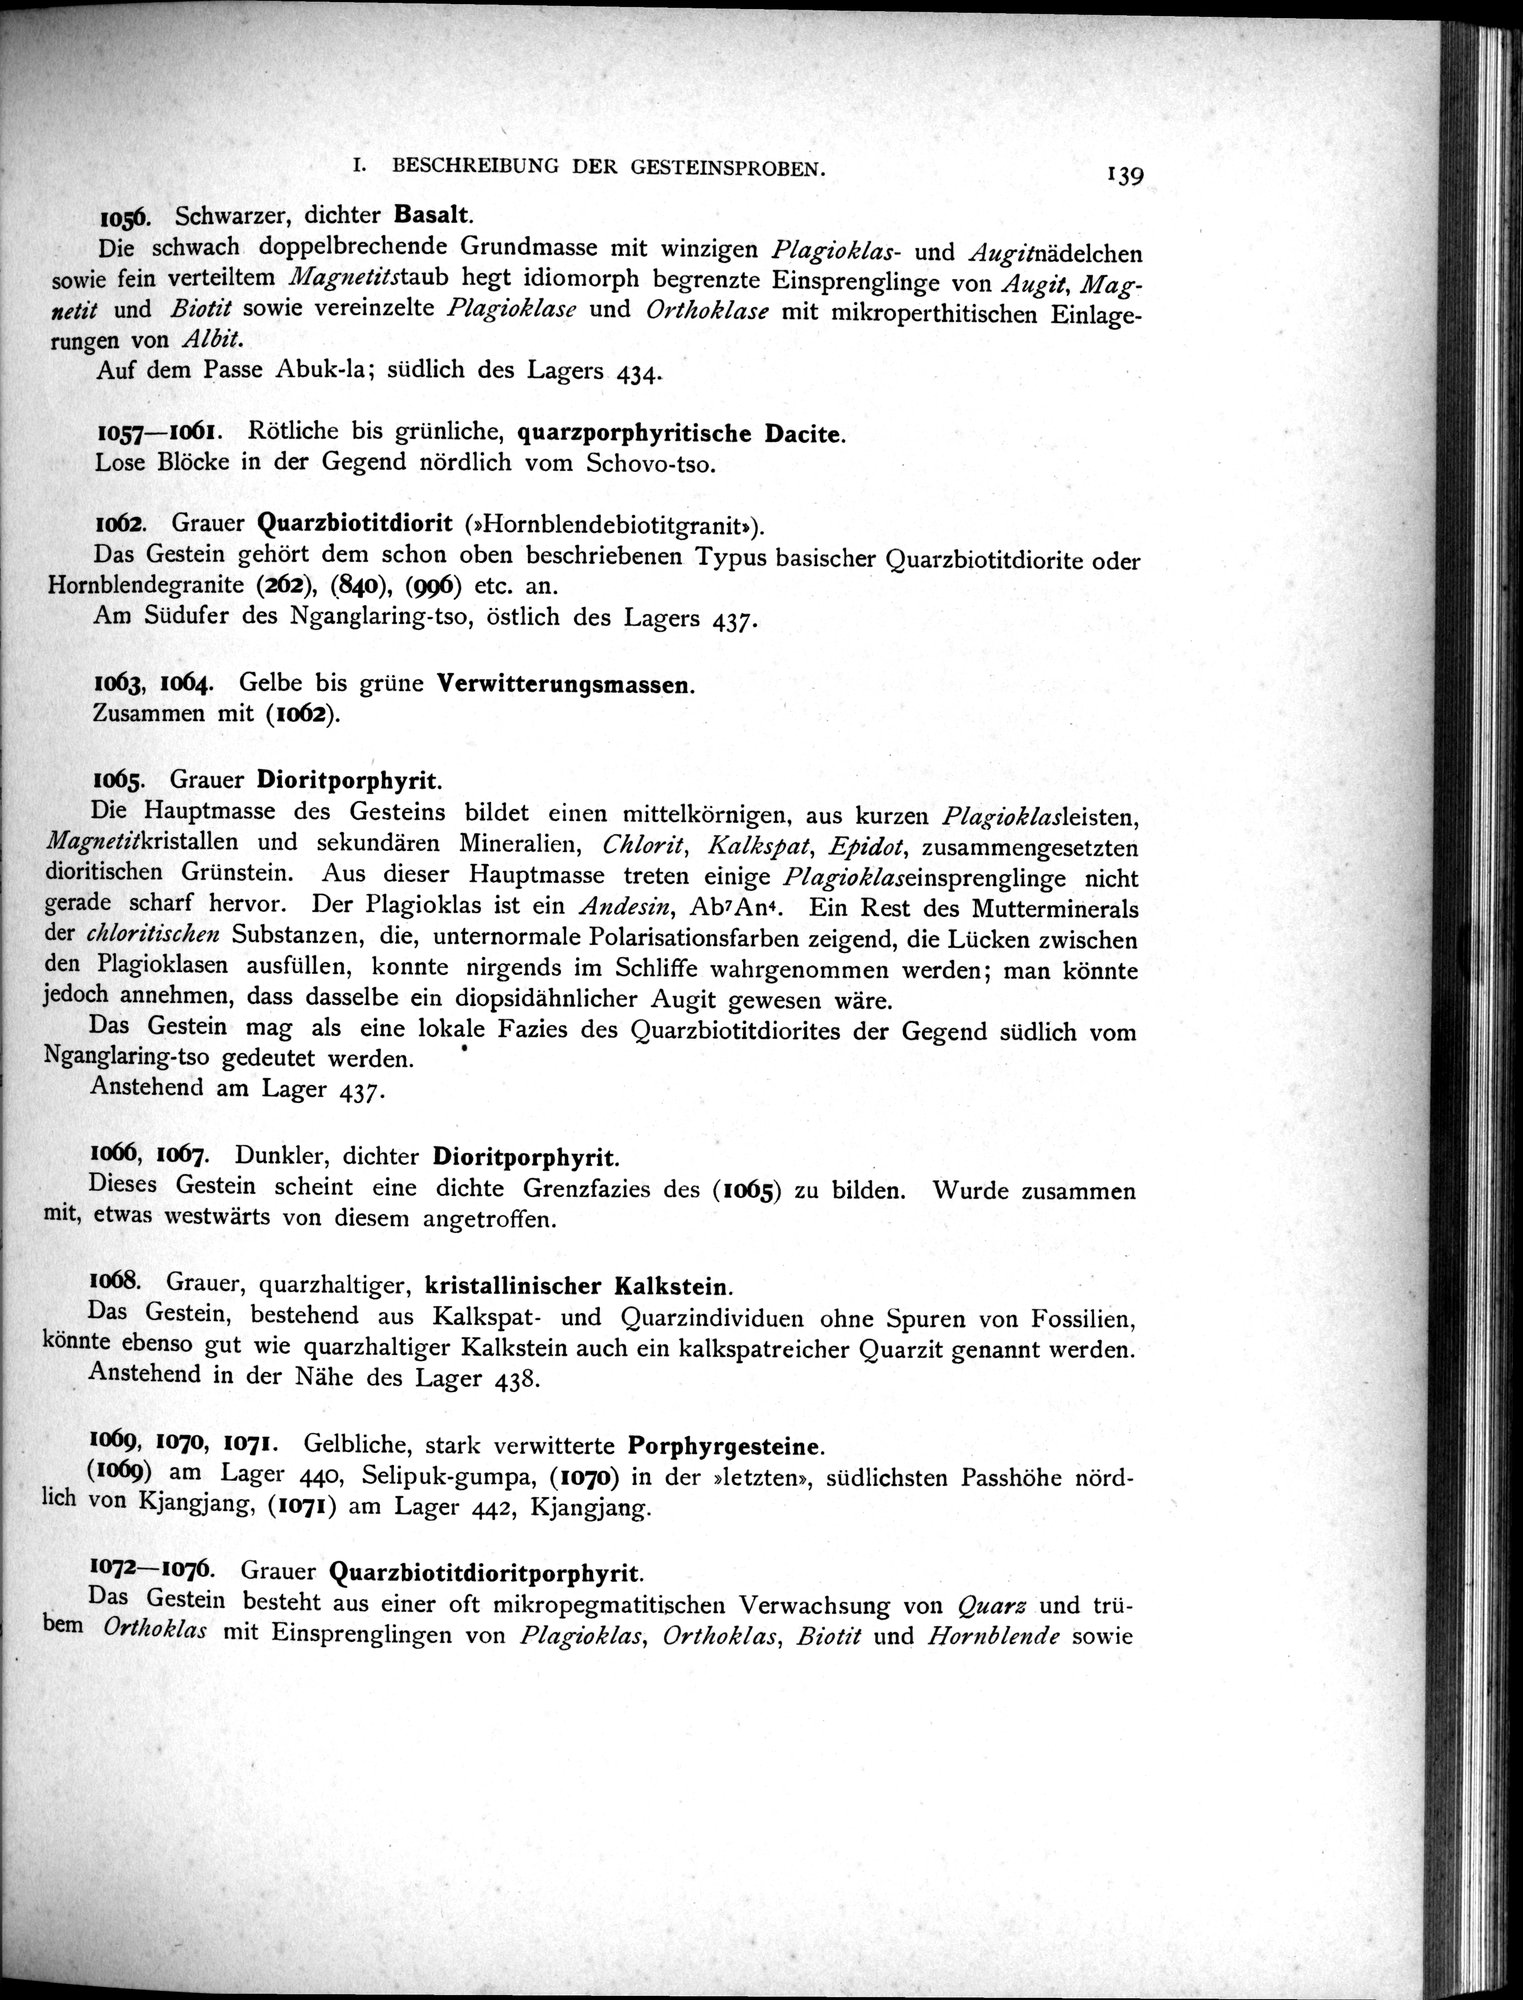 I. BESCHREIBUNG DER GESTEINSPROBEN. 139
1056. Schwarzer, dichter Basalt.
Die schwach doppelbrechende Grundmasse mit winzigen Plagioklas- und Augitnädelchen
sowie fein verteiltem Magnetitstaub hegt idiomorph begrenzte Einsprenglinge von Augit, Mag-
netit und Biotit sowie vereinzelte Plagioklase und Orthoklase mit mikroperthitischen Einlage-
rungen von Albit.
Auf dem Passe Abuk-la; südlich des Lagers 434.
1057—1061. Rötliche bis grünliche, quarzporphyritische Dacite.
Lose Blöcke in der Gegend nördlich vom Schovo-tso.
1062. Grauer Quarzbiotitdiorit (»Hornblendebiotitgranit»).
Das Gestein gehört dem schon oben beschriebenen Typus basischer Quarzbiotitdiorite oder
Hornblendegranite (262), (840), (996) etc. an.
Am Südufer des Nganglaring-tso, östlich des Lagers 437.
1063, 1064. Gelbe bis grüne Verwitterungsmassen.
Zusammen mit (1062).
1065. Grauer Dioritporphyrit.
Die Hauptmasse des Gesteins bildet einen mittelkörnigen, aus kurzen Plagioklasleisten,
Magnetitkristallen und sekundären Mineralien, Chlorit, Kalkspat, Epidot, zusammengesetzten
dioritischen Grünstein. Aus dieser Hauptmasse treten einige Plagioklaseinsprenglinge nicht
gerade scharf hervor. Der Plagioklas ist ein Andesin, Ab⁷An⁴. Ein Rest des Mutterminerals
der chloritischen Substanzen, die, unternormale Polarisationsfarben zeigend, die Lücken zwischen
den Plagioklasen ausfüllen, konnte nirgends im Schliffe wahrgenommen werden; man könnte
jedoch annehmen, dass dasselbe ein diopsidähnlicher Augit gewesen wäre.
Das Gestein mag als eine lokale Fazies des Quarzbiotitdiorites der Gegend südlich vom
Nganglaring-tso gedeutet werden.
Anstehend am Lager 437.
1066, 1067. Dunkler, dichter Dioritporphyrit.
Dieses Gestein scheint eine dichte Grenzfazies des (1065) zu bilden. Wurde zusammen
mit, etwas westwärts von diesem angetroffen.
1068. Grauer, quarzhaltiger, kristallinischer Kalkstein.
Das Gestein, bestehend aus Kalkspat- und Quarzindividuen ohne Spuren von Fossilien,
könnte ebenso gut wie quarzhaltiger Kalkstein auch ein kalkspatreicher Quarzit genannt werden.
Anstehend in der Nähe des Lager 438.
1069, 1070, 1071. Gelbliche, stark verwitterte Porphyrgesteine.
(1069) am Lager 440, Selipuk-gumpa, (1070) in der »letzten», südlichsten Passhöhe nörd-
lich von Kjangjang, (1071) am Lager 442, Kjangjang.
1072—1076. Grauer Quarzbiotitdioritporphyrit.
Das Gestein besteht aus einer oft mikropegmatitischen Verwachsung von Quarz und trü-
bem Orthoklas mit Einsprenglingen von Plagioklas, Orthoklas, Biotit und Hornblende sowie